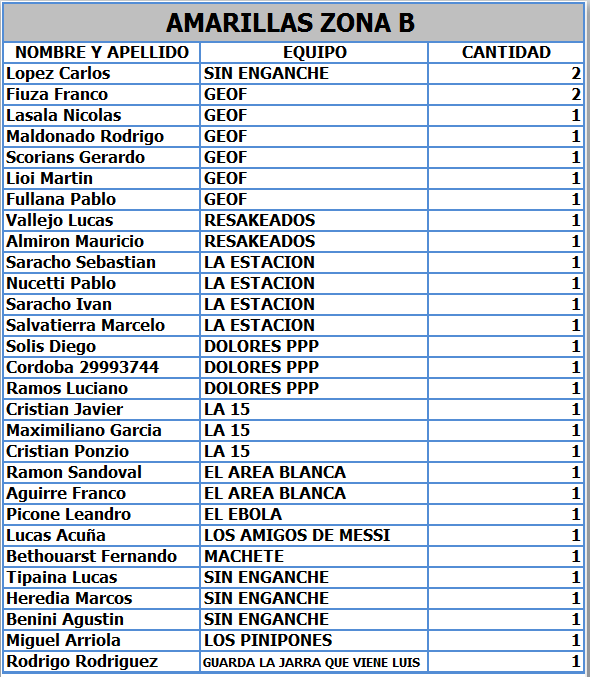 AMARILLAS ZONA B
NOMBRE Y APELLIDO EQUIPO CANTIDAD
Lopez Carlos SIN ENGANCHE 2
Fiuza Franco GEOF 2
Lasala Nicolas GEOF 1
Maldonado Rodrigo GEOF 1
Scorians Gerardo GEOF 1
Lioi Martin GEOF 1
Fullana Pablo GEOF 1
Vallejo Lucas RESAKEADOS 1
Almiron Mauricio RESAKEADOS 1
Saracho Sebastian LA ESTACION 1
Nucetti Pablo LA ESTACION 1
Saracho Ivan LA ESTACION 1
Salvatierra Marcelo LA ESTACION 1
Solis Diego DOLORES PPP 1
Cordoba 29993744 DOLORES PPP 1
Ramos Luciano DOLORES PPP 1
Cristian Javier LA 15 1
Maximiliano Garcia LA 15 1
Cristian Ponzio LA 15 1
Ramon Sandoval EL AREA BLANCA 1
Aguirre Franco EL AREA BLANCA 1
Picone Leandro EL EBOLA 1
Lucas Acuña LOS AMIGOS DE MESSI 1
Bethouarst Fernando MACHETE 1
Tipaina Lucas SIN ENGANCHE 1
Heredia Marcos SIN ENGANCHE 1
Benini Agustin SIN ENGANCHE 1
Miguel Arriola LOS PINIPONES 1
Rodrigo Rodriguez GUARDA LA JARRA QUE VIENE LUIS 1